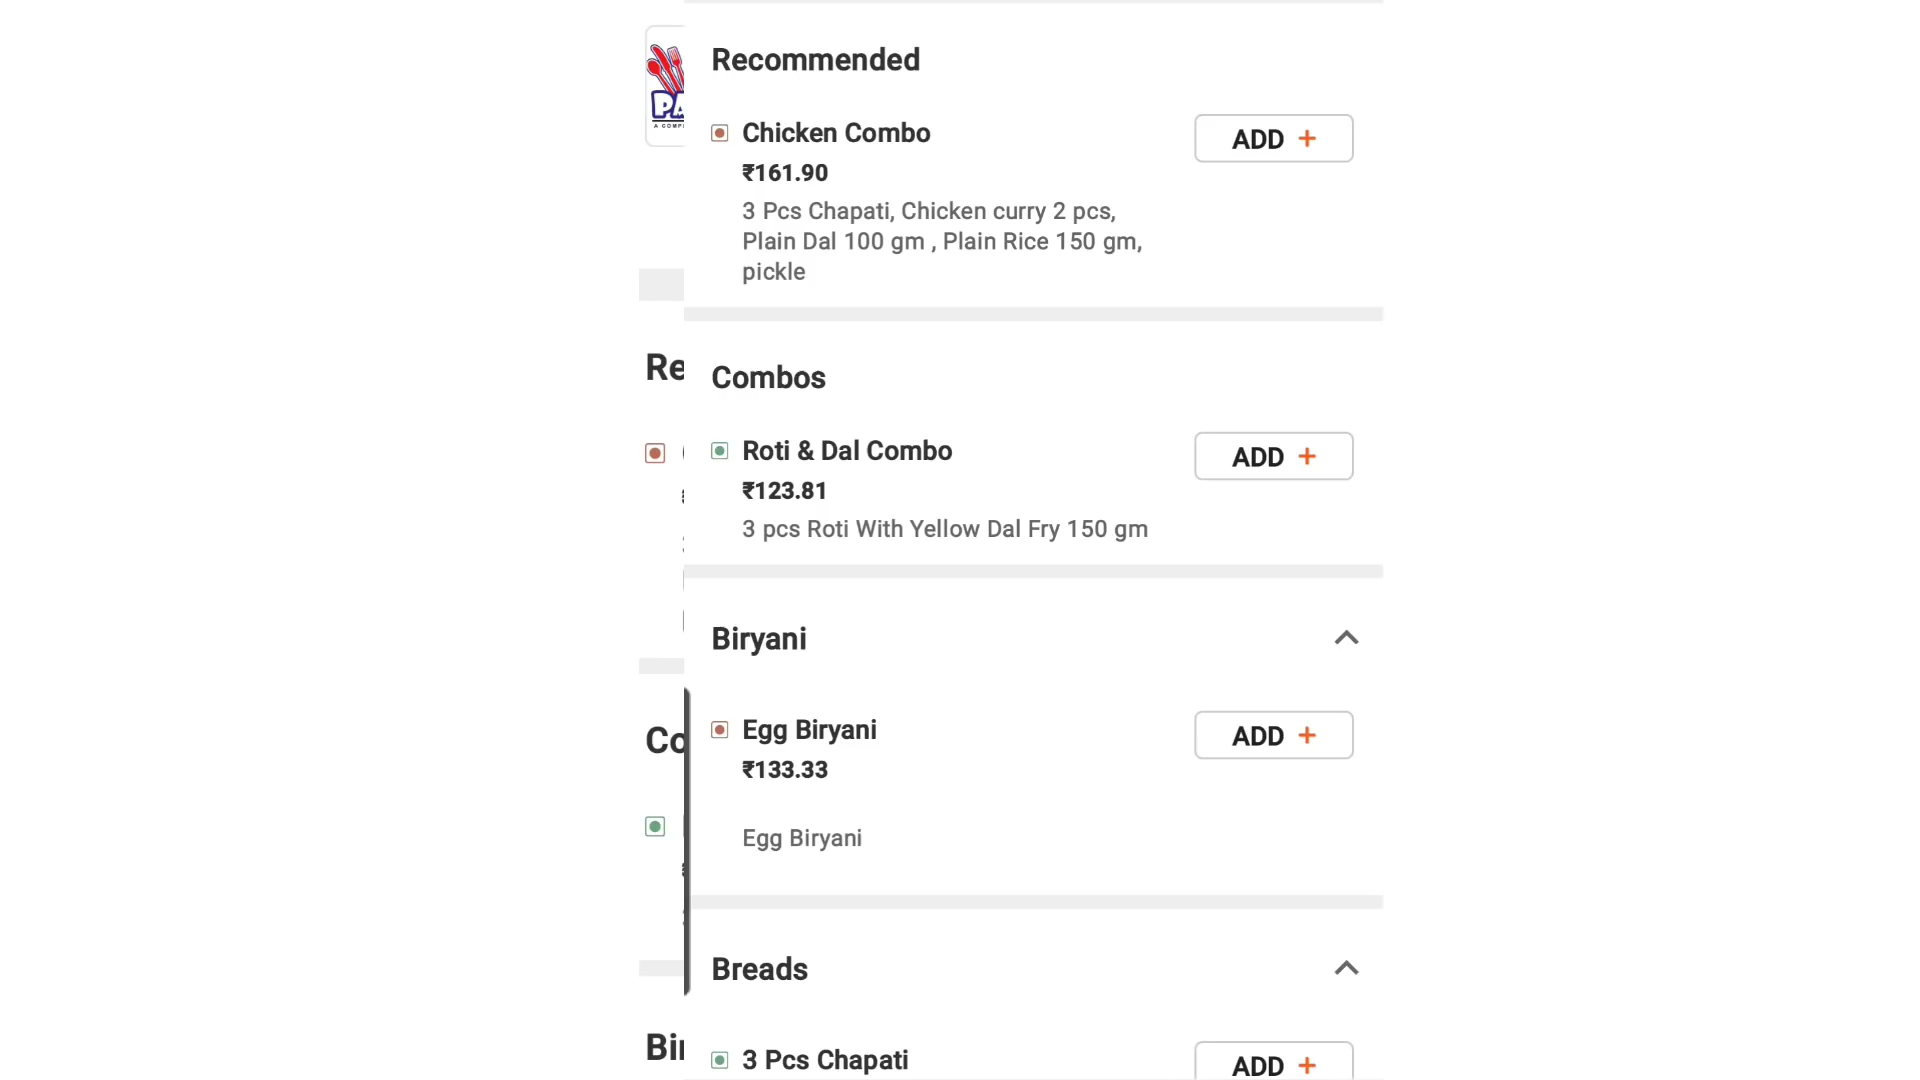 Recommended
Chicken Combo
ADD +
₹161.90
3 Pcs Chapati, Chicken curry 2 pcs,
Plain Dal 100 gm , Plain Rice 150 gm,
pickle
Combos
Roti & Dal Combo
ADD +
₹123.81
3 pcs Roti With Yellow Dal Fry 150 gm
Biryani
Egg Biryani
ADD +
₹133.33
Egg Biryani
Breads
3 Pcs Chapati
ADD +